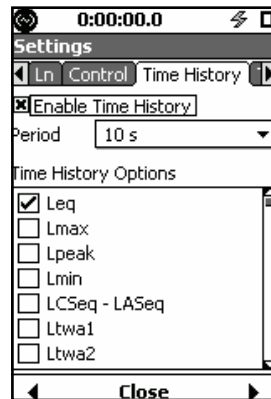 0:00:00.0
Settings
Ln Control Time History
Enable Time History
Period 10 s
Time History Options
Leq
Lmax
Lpeak
Lmin
LCSeq - LASeq
Ltwa1
Ltwa2
Close